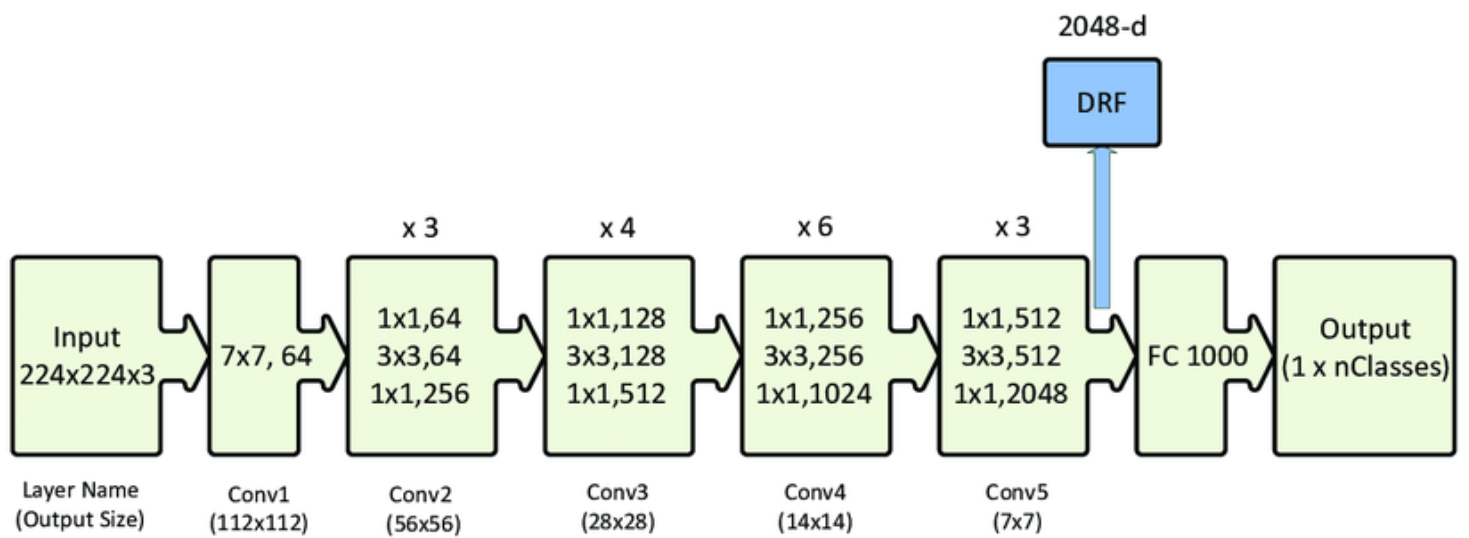 2048-d
DRF
x 3
x 4
x 6
x 3
Input
224x224x3
7x7, 64
1x1,64
3x3,64
1x1,256
1x1,128
3x3,128
1x1,512
1x1,256
3x3,256
1x1,1024
1x1,512
3x3,512
1x1,2048
FC 1000
Output
(1 x nClasses)
Layer Name
(Output Size)
Conv1
(112x112)
Conv2
(56x56)
Conv3
(28x28)
Conv4
(14x14)
Conv5
(7x7)